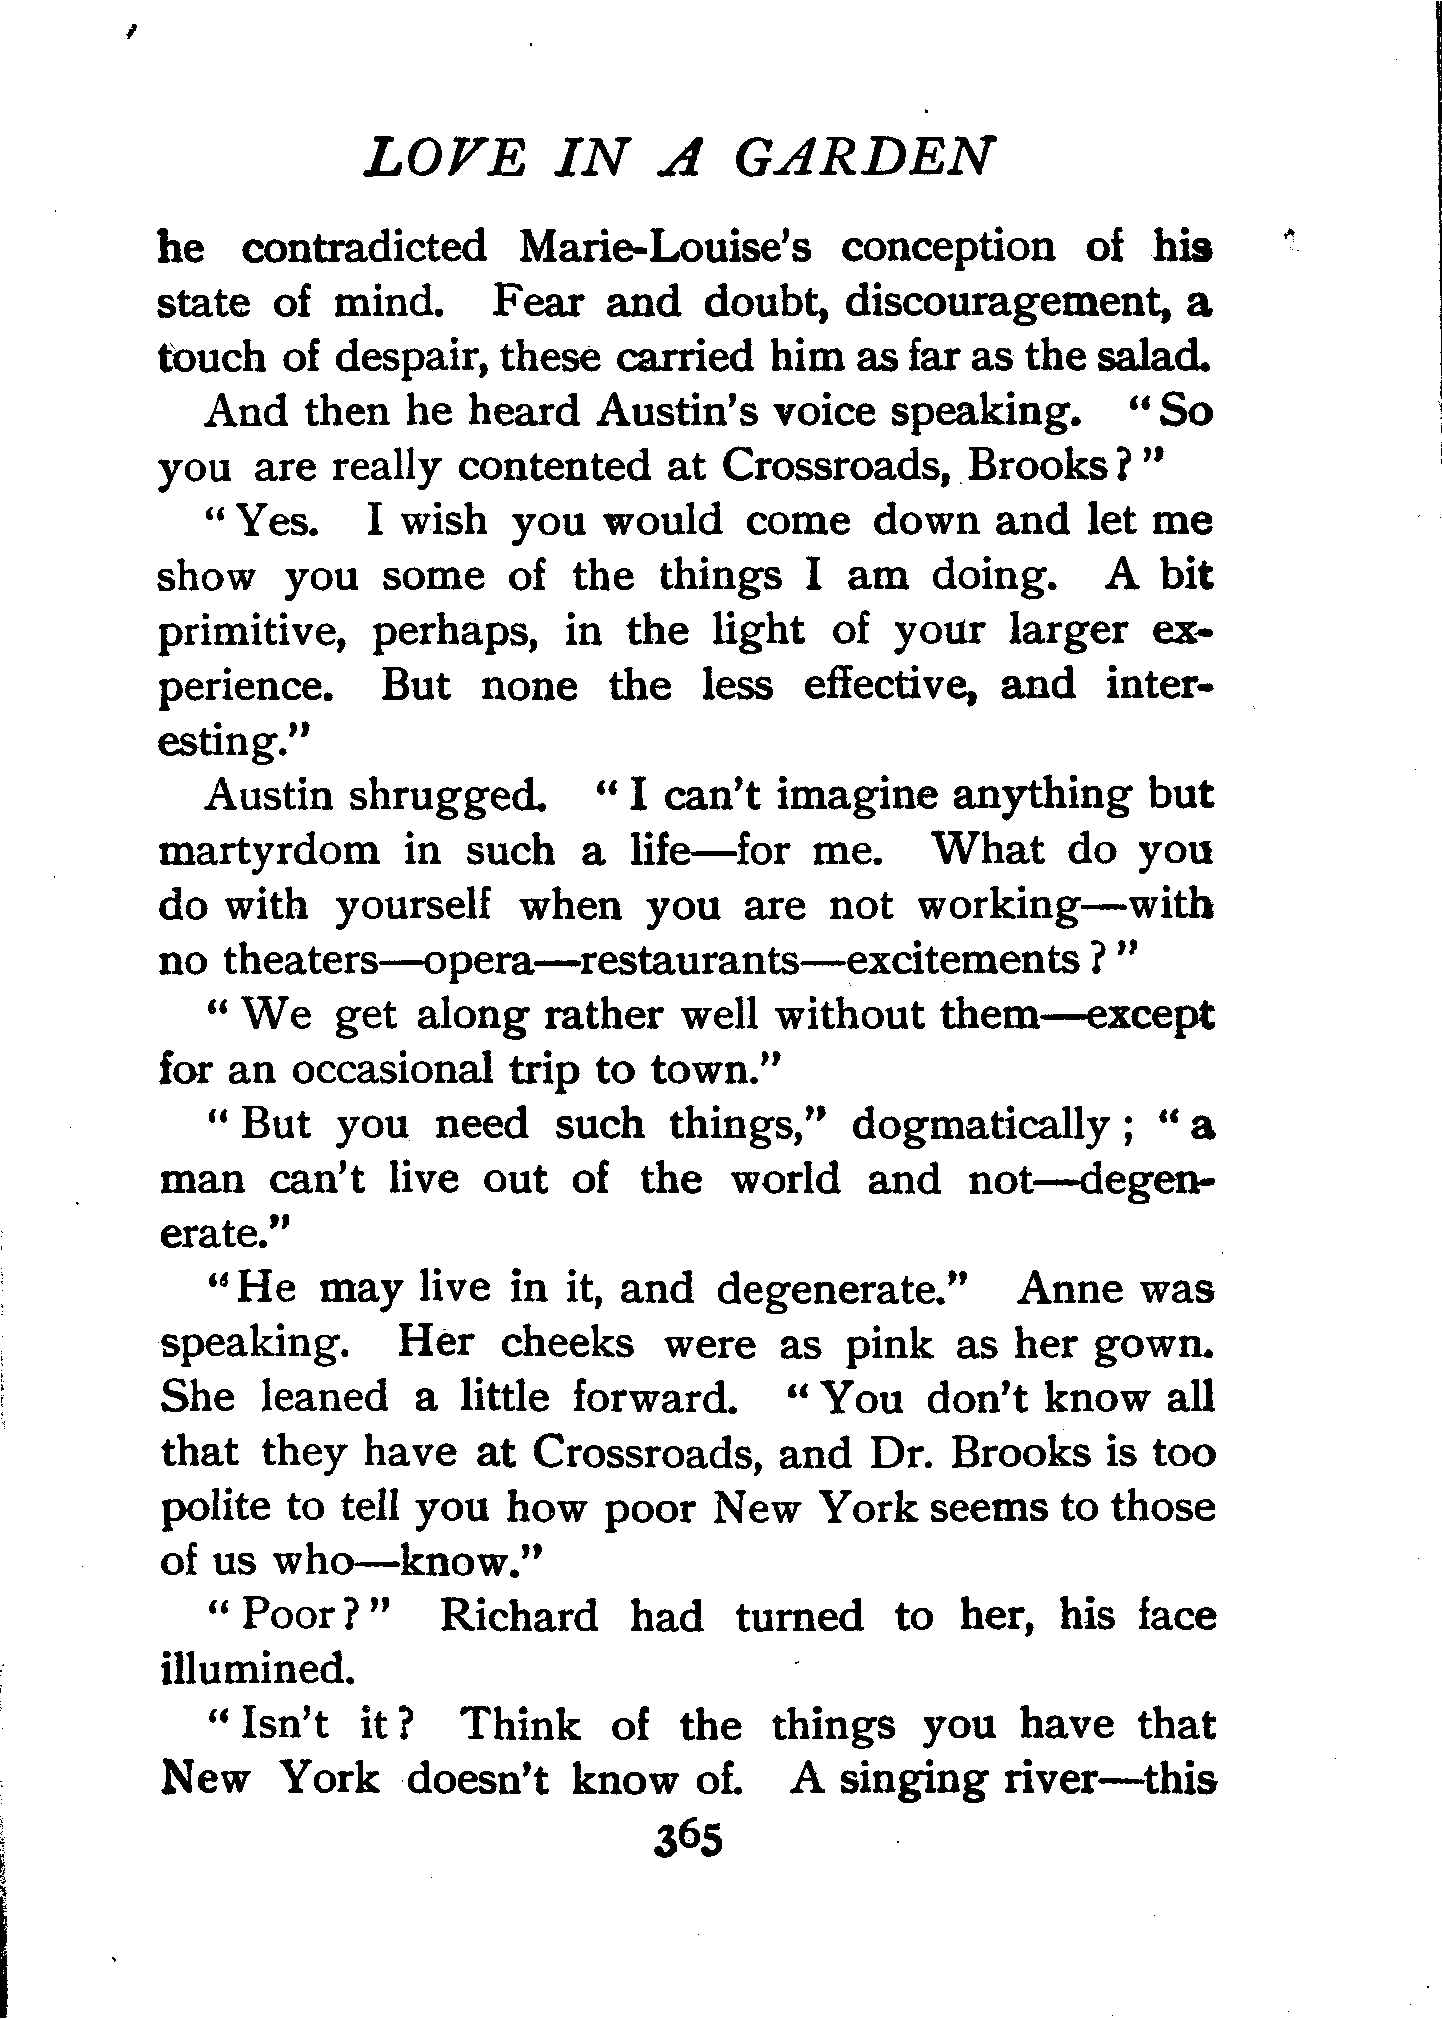 LOVE IN A GARDEN
he contradicted Marie-Louise's conception of his
state of mind. Fear and doubt, discouragement, a
touch of despair, these carried him as far as the salad.
And then he heard Austin's voice speaking. "So
you are really contented at Crossroads, Brooks?"
"Yes. I wish you would come down and let me
show you some of the things I am doing. A bit
primitive, perhaps, in the light of your larger ex-
perience. But none the less effective, and inter-
esting."
Austin shrugged. "I can't imagine anything but
martyrdom in such a life—for me. What do you
do with yourself when you are not working—with
no theaters—opera—restaurants—excitements?"
"We get along rather well without them—except
for an occasional trip to town."
"But you need such things," dogmatically; "a
man can't live out of the world and not—degen-
erate."
"He may live in it, and degenerate." Anne was
speaking. Her cheeks were as pink as her gown.
She leaned a little forward. "You don't know all
that they have at Crossroads, and Dr. Brooks is too
polite to tell you how poor New York seems to those
of us who—know."
"Poor?" Richard had turned to her, his face
illumined.
"Isn't it? Think of the things you have that
New York doesn't know of. A singing river—this
365